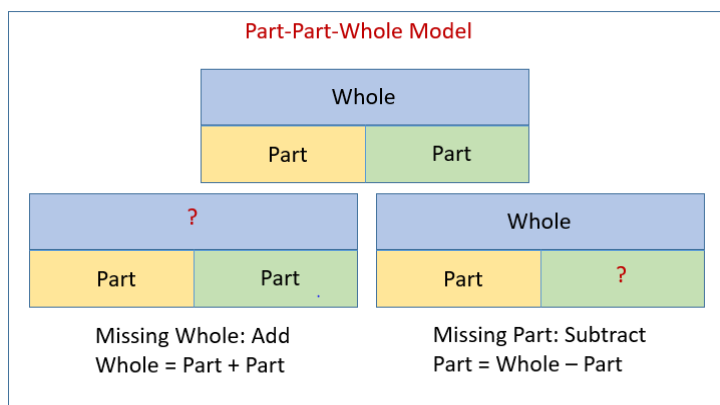 Part-Part-Whole Model
Whole
Part Part
?
Part Part
Whole
Part ?
Missing Whole: Add
Whole = Part + Part
Missing Part: Subtract
Part = Whole – Part